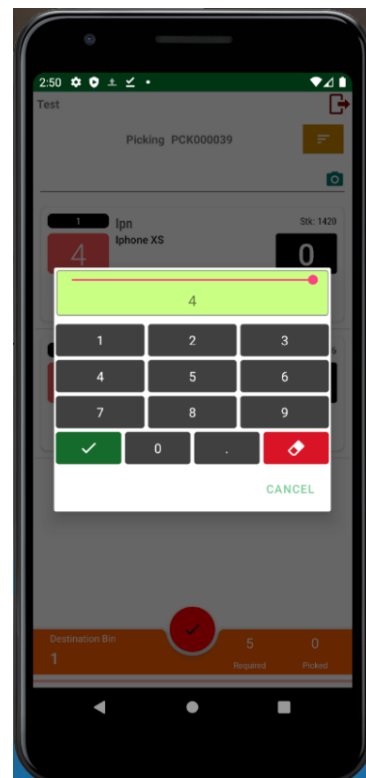 2:50
Test
Picking PCK000039
1
Ipn
Stk: 1420
4
Iphone XS
0
4
1 2 3
4 5 6
7 8 9
0 .
CANCEL
6
Destination Bin
1
5
Required
0
Picked